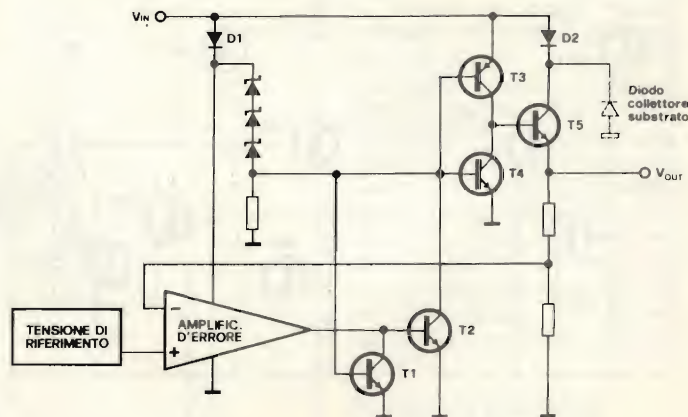 VIN
D1
D2
T3
Diodo
collettore
substrato
T5
T4
VOUT
−
AMPLIFIC.
D'ERRORE
+
TENSIONE DI
RIFERIMENTO
T2
T1